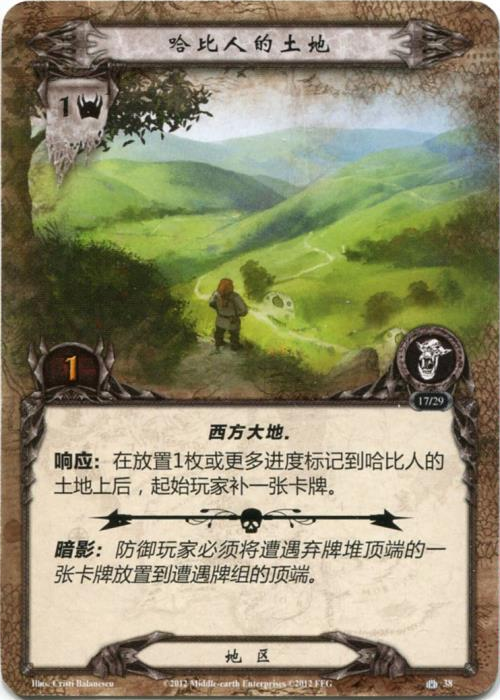 哈比人的土地
1
1
17/29
西方大地.
响应：在放置1枚或更多进度标记到哈比人的
土地上后，起始玩家补一张卡牌。
暗影：防御玩家必须将遭遇弃牌堆顶端的一
张卡牌放置到遭遇牌组的顶端。
地区
Illus. Cristi Balanescu ©2012 Middle-earth Enterprises ©2012 FFG 38